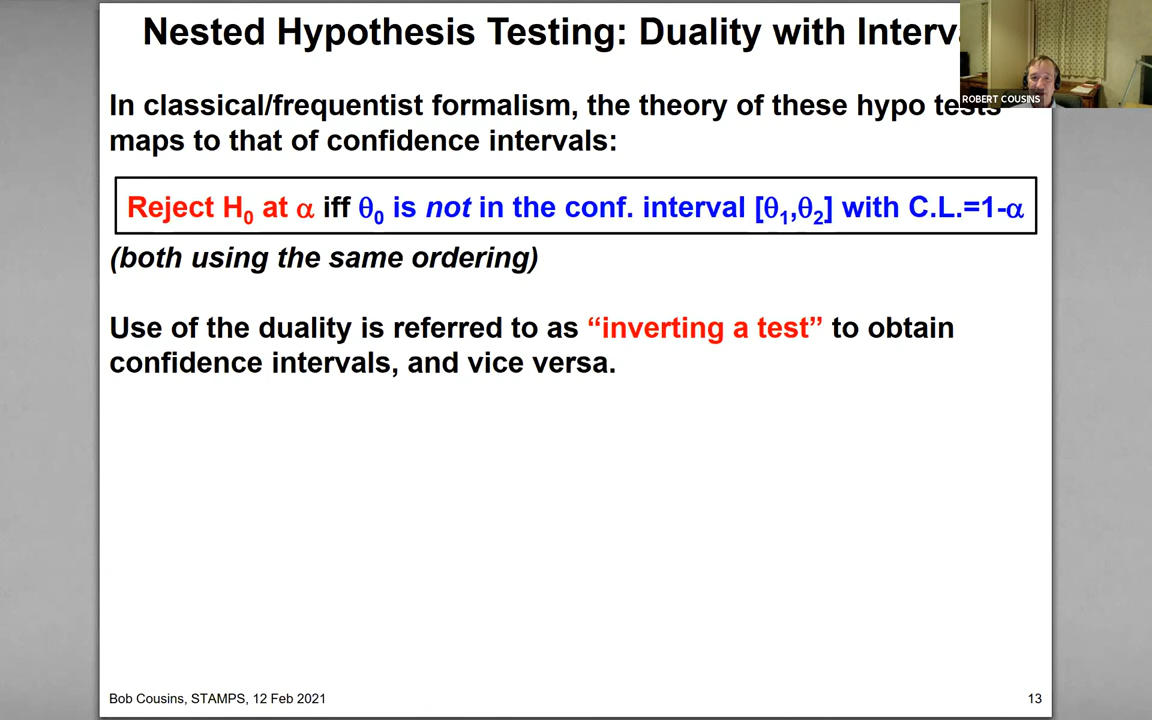 Nested Hypothesis Testing: Duality with Interv
ROBERT COUSINS
In classical/frequentist formalism, the theory of these hypo tests
maps to that of confidence intervals:
Reject H₀ at α iff θ₀ is not in the conf. interval [θ₁,θ₂] with C.L.=1-α
(both using the same ordering)
Use of the duality is referred to as “inverting a test” to obtain
confidence intervals, and vice versa.
Bob Cousins, STAMPS, 12 Feb 2021
13